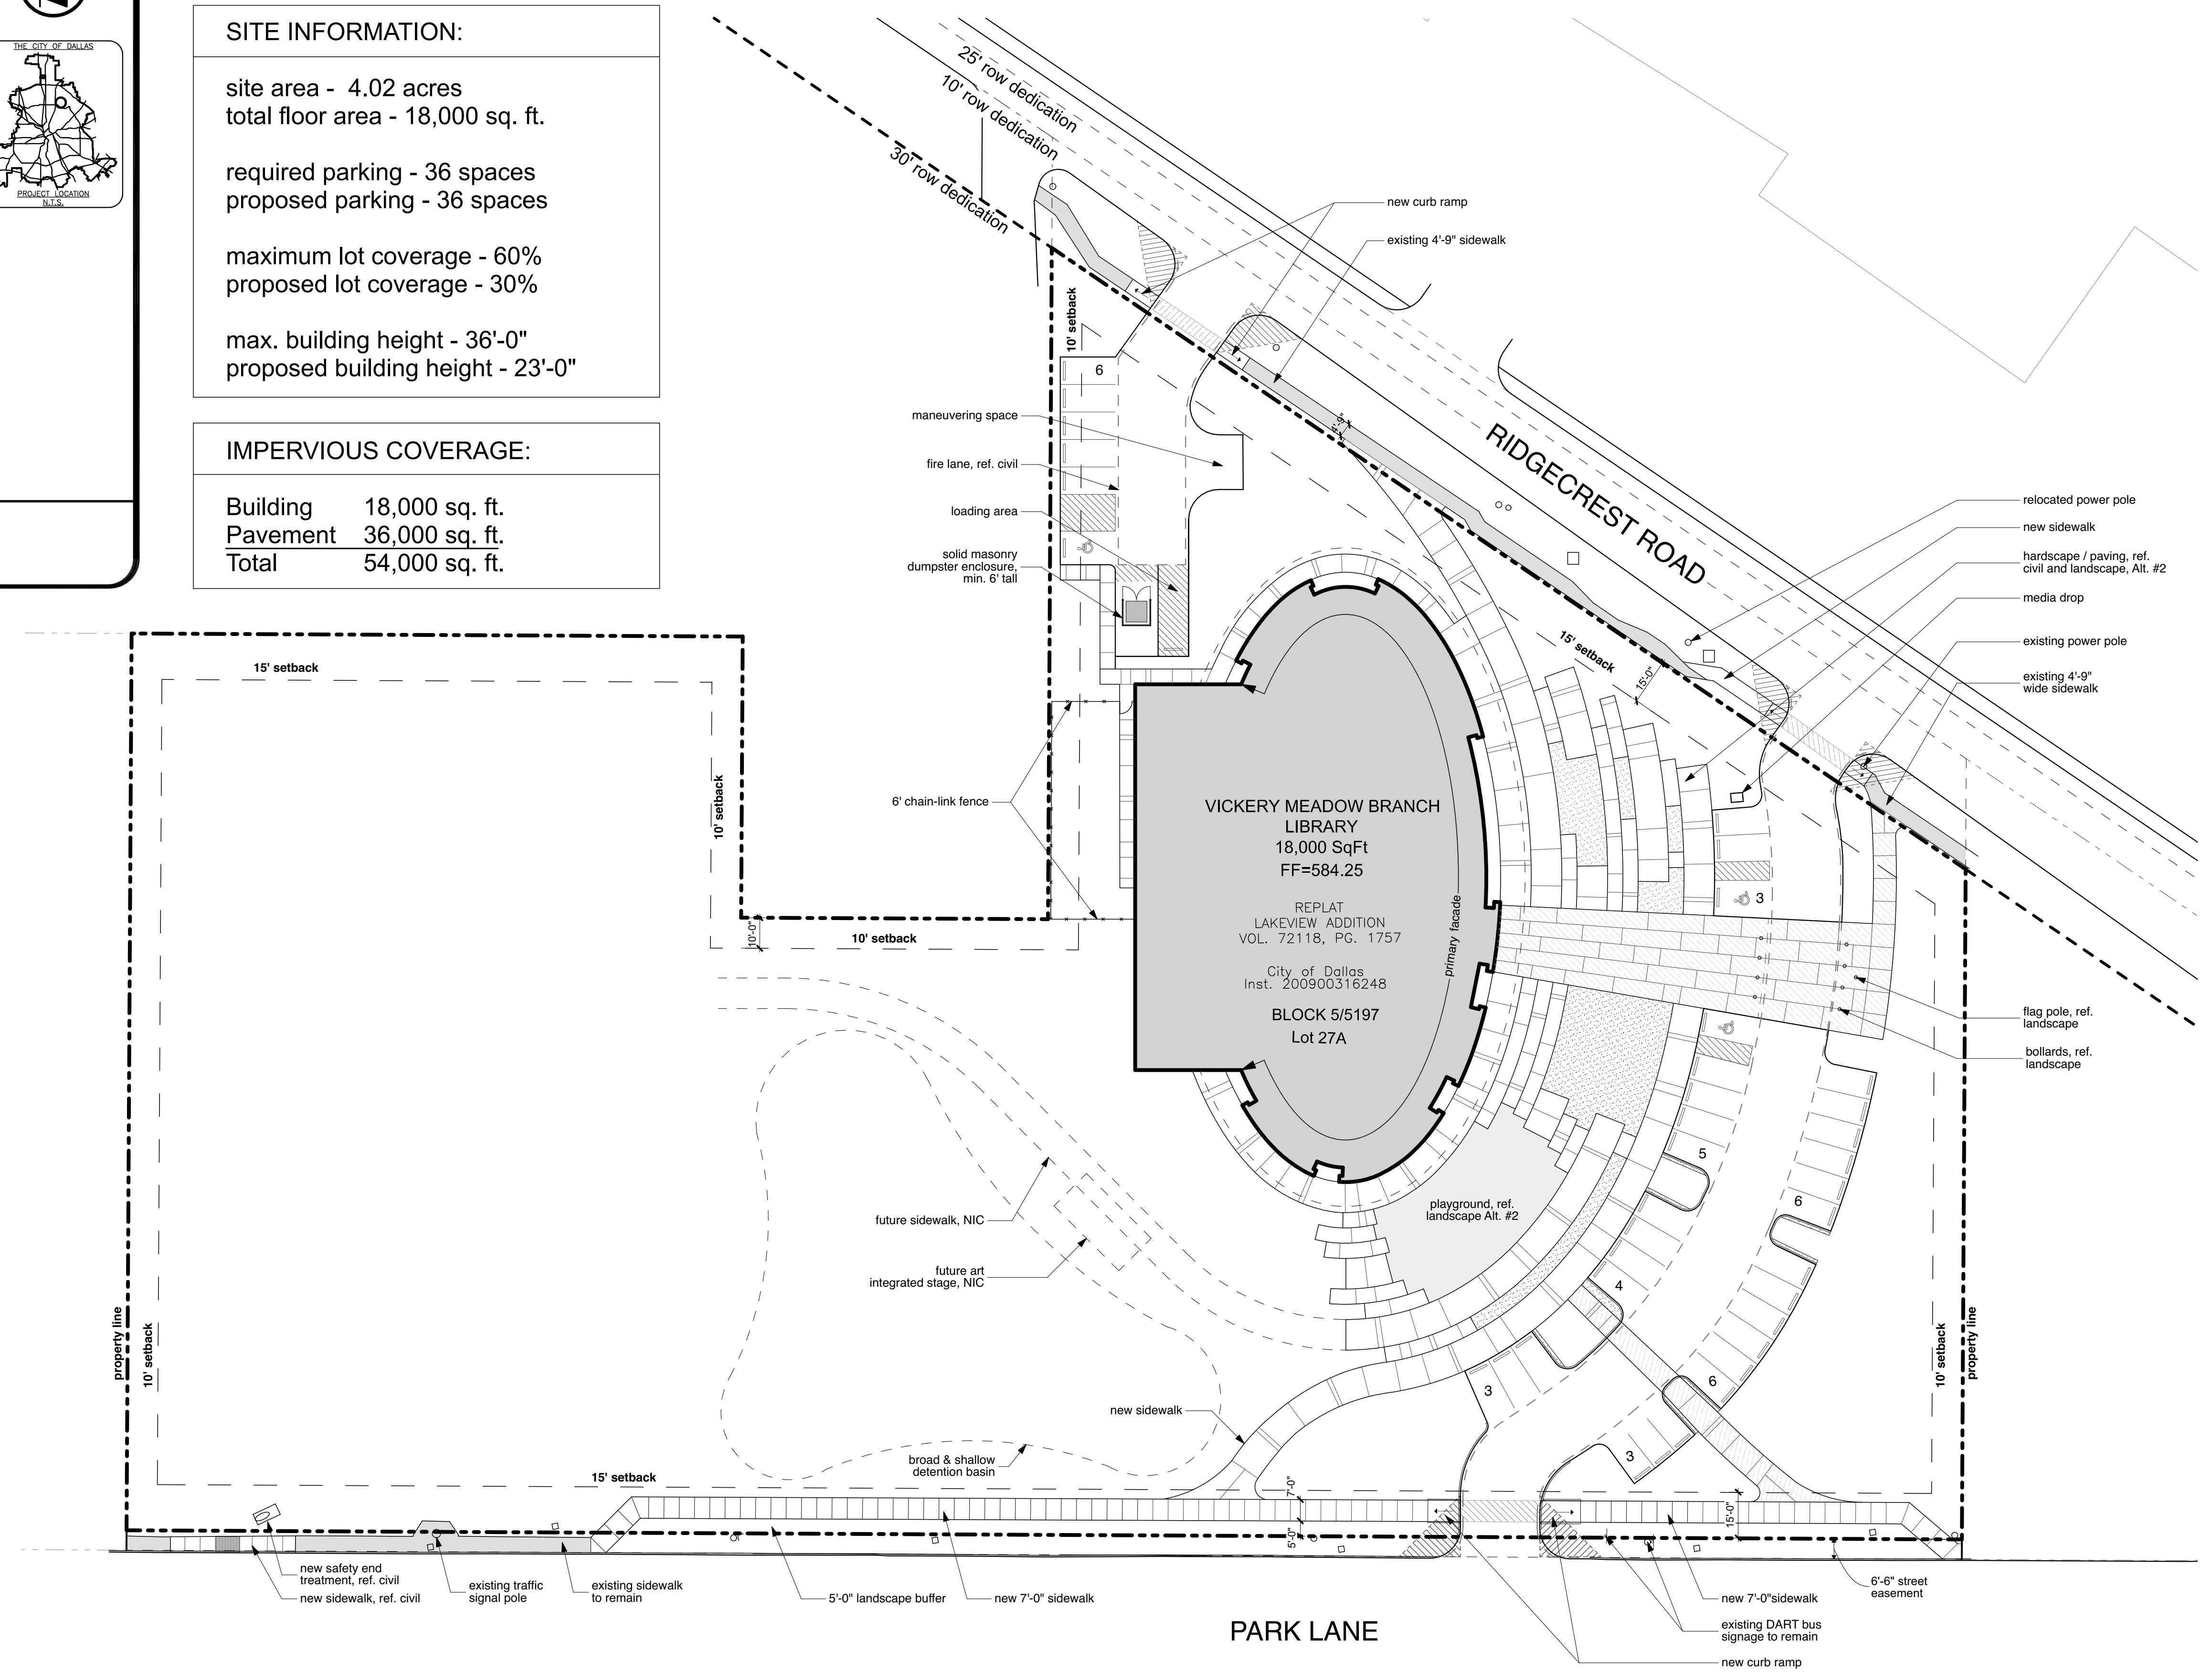 THE CITY OF DALLAS
PROJECT LOCATION
N.T.S.
SITE INFORMATION:
site area - 4.02 acres
total floor area - 18,000 sq. ft.
required parking - 36 spaces
proposed parking - 36 spaces
maximum lot coverage - 60%
proposed lot coverage - 30%
max. building height - 36'-0"
proposed building height - 23'-0"
IMPERVIOUS COVERAGE:
Building 18,000 sq. ft.
Pavement 36,000 sq. ft.
Total 54,000 sq. ft.
25' row dedication
10' row dedication
30' row dedication
new curb ramp
existing 4'-9" sidewalk
10' setback
6
maneuvering space
fire lane, ref. civil
loading area
solid masonry
dumpster enclosure,
min. 6' tall
4'-9"
RIDGECREST ROAD
relocated power pole
new sidewalk
hardscape / paving, ref.
civil and landscape, Alt. #2
media drop
existing power pole
existing 4'-9"
wide sidewalk
15' setback
15'-0"
15' setback
10' setback
6' chain-link fence
10'-0"
10' setback
VICKERY MEADOW BRANCH
LIBRARY
18,000 SqFt
FF=584.25
REPLAT
LAKEVIEW ADDITION
VOL. 72118, PG. 1757
City of Dallas
Inst. 200900316248
BLOCK 5/5197
Lot 27A
primary facade
3
flag pole, ref.
landscape
bollards, ref.
landscape
5
6
playground, ref.
landscape Alt. #2
future sidewalk, NIC
future art
integrated stage, NIC
4
6
3
3
property line
10' setback
10' setback
property line
new sidewalk
broad & shallow
detention basin
15' setback
7'-0"
5'-0"
15'-0"
new safety end
treatment, ref. civil
new sidewalk, ref. civil
existing traffic
signal pole
existing sidewalk
to remain
5'-0" landscape buffer
new 7'-0" sidewalk
new 7'-0"sidewalk
6'-6" street
easement
existing DART bus
signage to remain
new curb ramp
PARK LANE